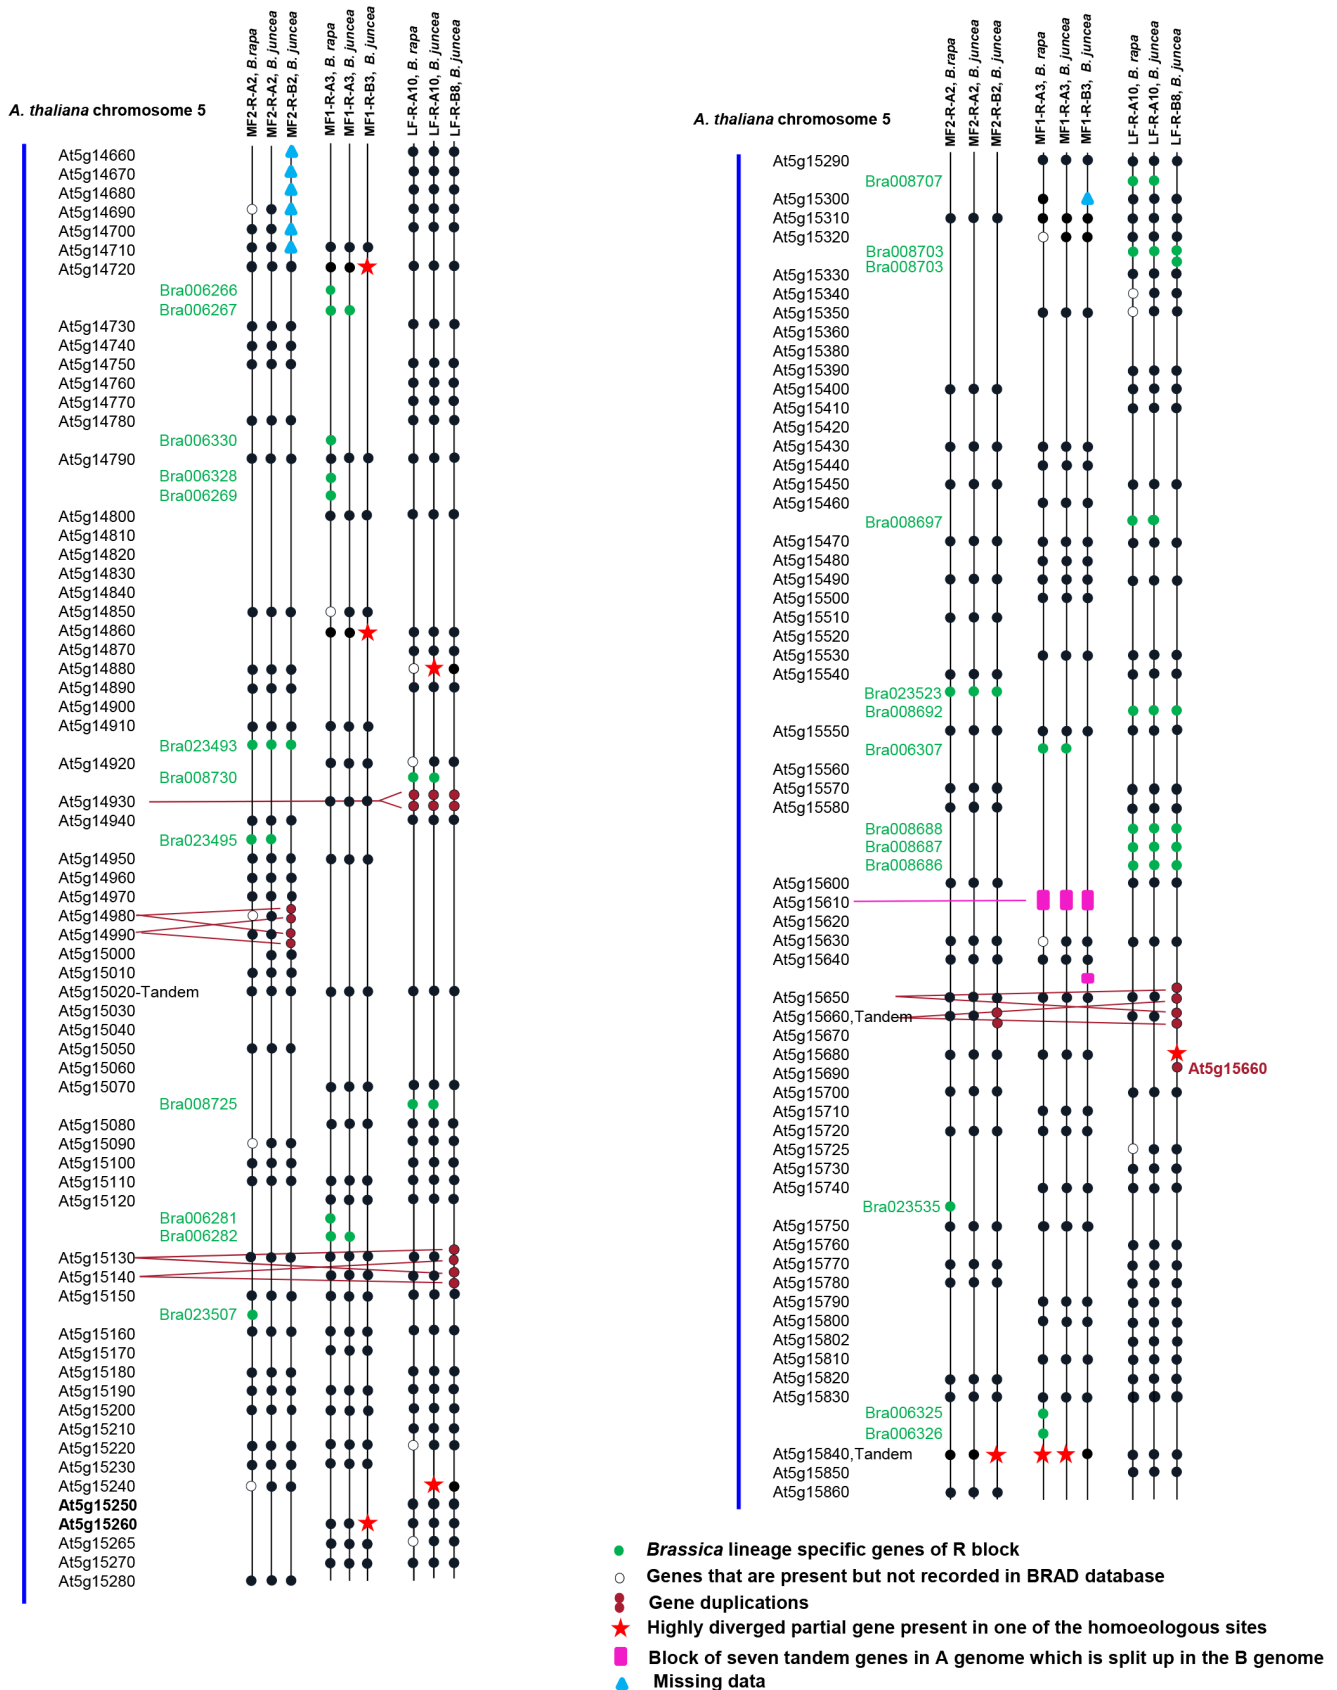 A. thaliana chromosome 5
MF2-R-A2, B.rapa
MF2-R-A2, B. juncea
MF2-R-B2, B. juncea
MF1-R-A3, B. rapa
MF1-R-A3, B. juncea
MF1-R-B3, B. juncea
LF-R-A10, B. rapa
LF-R-A10, B. juncea
LF-R-B8, B. juncea
At5g14660
At5g14670
At5g14680
At5g14690
At5g14700
At5g14710
At5g14720
Bra006266
Bra006267
At5g14730
At5g14740
At5g14750
At5g14760
At5g14770
At5g14780
Bra006330
At5g14790
Bra006328
Bra006269
At5g14800
At5g14810
At5g14820
At5g14830
At5g14840
At5g14850
At5g14860
At5g14870
At5g14880
At5g14890
At5g14900
At5g14910
Bra023493
At5g14920
Bra008730
At5g14930
At5g14940
Bra023495
At5g14950
At5g14960
At5g14970
At5g14980
At5g14990
At5g15000
At5g15010
At5g15020-Tandem
At5g15030
At5g15040
At5g15050
At5g15060
At5g15070
Bra008725
At5g15080
At5g15090
At5g15100
At5g15110
At5g15120
Bra006281
Bra006282
At5g15130
At5g15140
At5g15150
Bra023507
At5g15160
At5g15170
At5g15180
At5g15190
At5g15200
At5g15210
At5g15220
At5g15230
At5g15240
At5g15250
At5g15260
At5g15265
At5g15270
At5g15280
A. thaliana chromosome 5
MF2-R-A2, B.rapa
MF2-R-A2, B. juncea
MF2-R-B2, B. juncea
MF1-R-A3, B. rapa
MF1-R-A3, B. juncea
MF1-R-B3, B. juncea
LF-R-A10, B. rapa
LF-R-A10, B. juncea
LF-R-B8, B. juncea
At5g15290
Bra008707
At5g15300
At5g15310
At5g15320
Bra008703
Bra008703
At5g15330
At5g15340
At5g15350
At5g15360
At5g15380
At5g15390
At5g15400
At5g15410
At5g15420
At5g15430
At5g15440
At5g15450
At5g15460
Bra008697
At5g15470
At5g15480
At5g15490
At5g15500
At5g15510
At5g15520
At5g15530
At5g15540
Bra023523
Bra008692
At5g15550
Bra006307
At5g15560
At5g15570
At5g15580
Bra008688
Bra008687
Bra008686
At5g15600
At5g15610
At5g15620
At5g15630
At5g15640
At5g15650
At5g15660,Tandem
At5g15670
At5g15680
At5g15690
At5g15660
At5g15700
At5g15710
At5g15720
At5g15725
At5g15730
At5g15740
Bra023535
At5g15750
At5g15760
At5g15770
At5g15780
At5g15790
At5g15800
At5g15802
At5g15810
At5g15820
At5g15830
Bra006325
Bra006326
At5g15840,Tandem
At5g15850
At5g15860
Brassica lineage specific genes of R block
Genes that are present but not recorded in BRAD database
Gene duplications
Highly diverged partial gene present in one of the homoeologous sites
Block of seven tandem genes in A genome which is split up in the B genome
Missing data